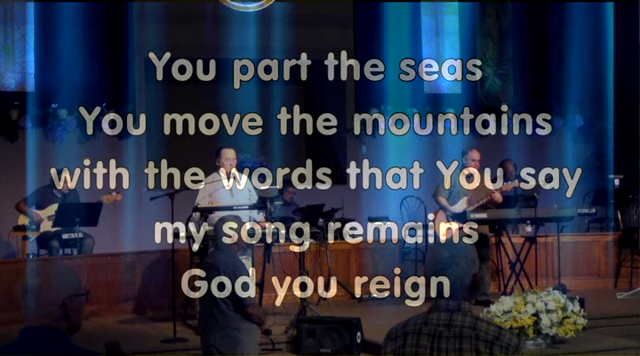 You part the seas
You move the mountains
with the words that You say
my song remains
God you reign